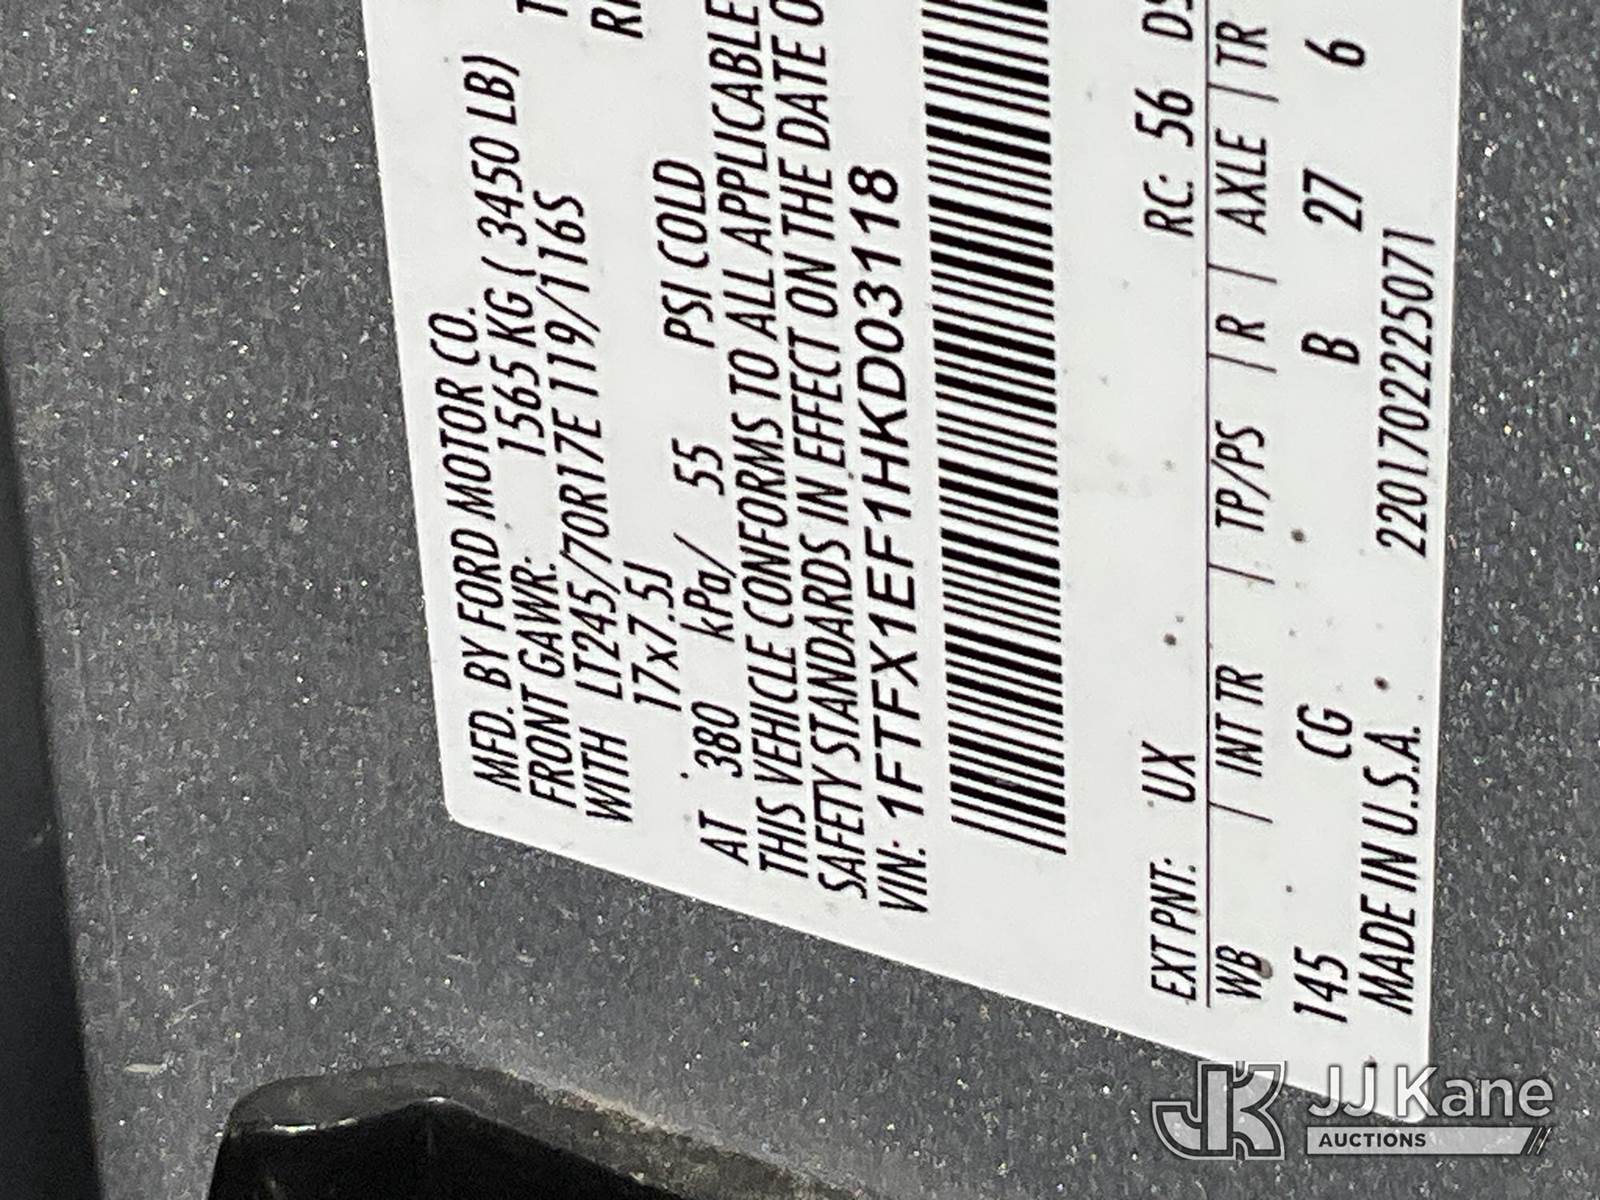 MFD. BY FORD MOTOR CO.
FRONT GAWR: 1565 KG ( 3450 LB)
WITH LT245/70R17E 119/116S
17x7.5J
AT 380 kPa/ 55 PSI COLD
THIS VEHICLE CONFORMS TO ALL APPLICABLE
SAFETY STANDARDS IN EFFECT ON THE DATE O
VIN: 1FTFX1EF1HKD03118
EXT PNT: UX RC: 56 DS
WB | INT TR | TP/PS | R | AXLE | TR
145 CG B 27 6
MADE IN U.S.A. 2201702225071
JK JJ Kane
AUCTIONS